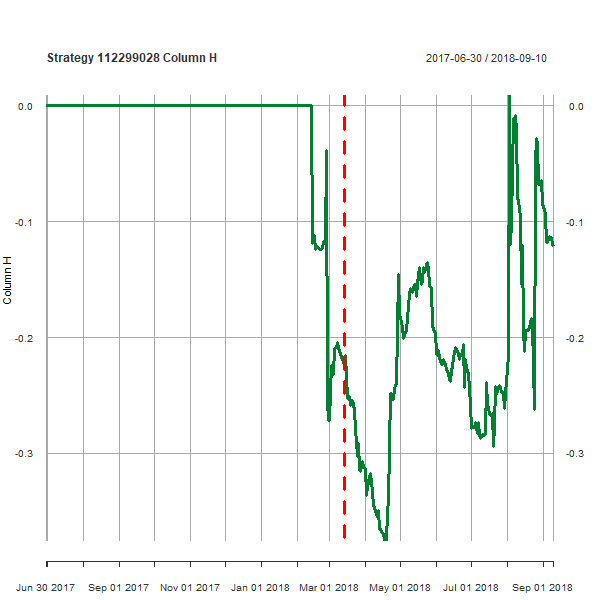 Strategy 112299028 Column H
2017-06-30 / 2018-09-10
0.0 0.0
-0.1 -0.1
Column H
-0.2 -0.2
-0.3 -0.3
Jun 30 2017 Sep 01 2017 Nov 01 2017 Jan 01 2018 Mar 01 2018 May 01 2018 Jul 01 2018 Sep 01 2018